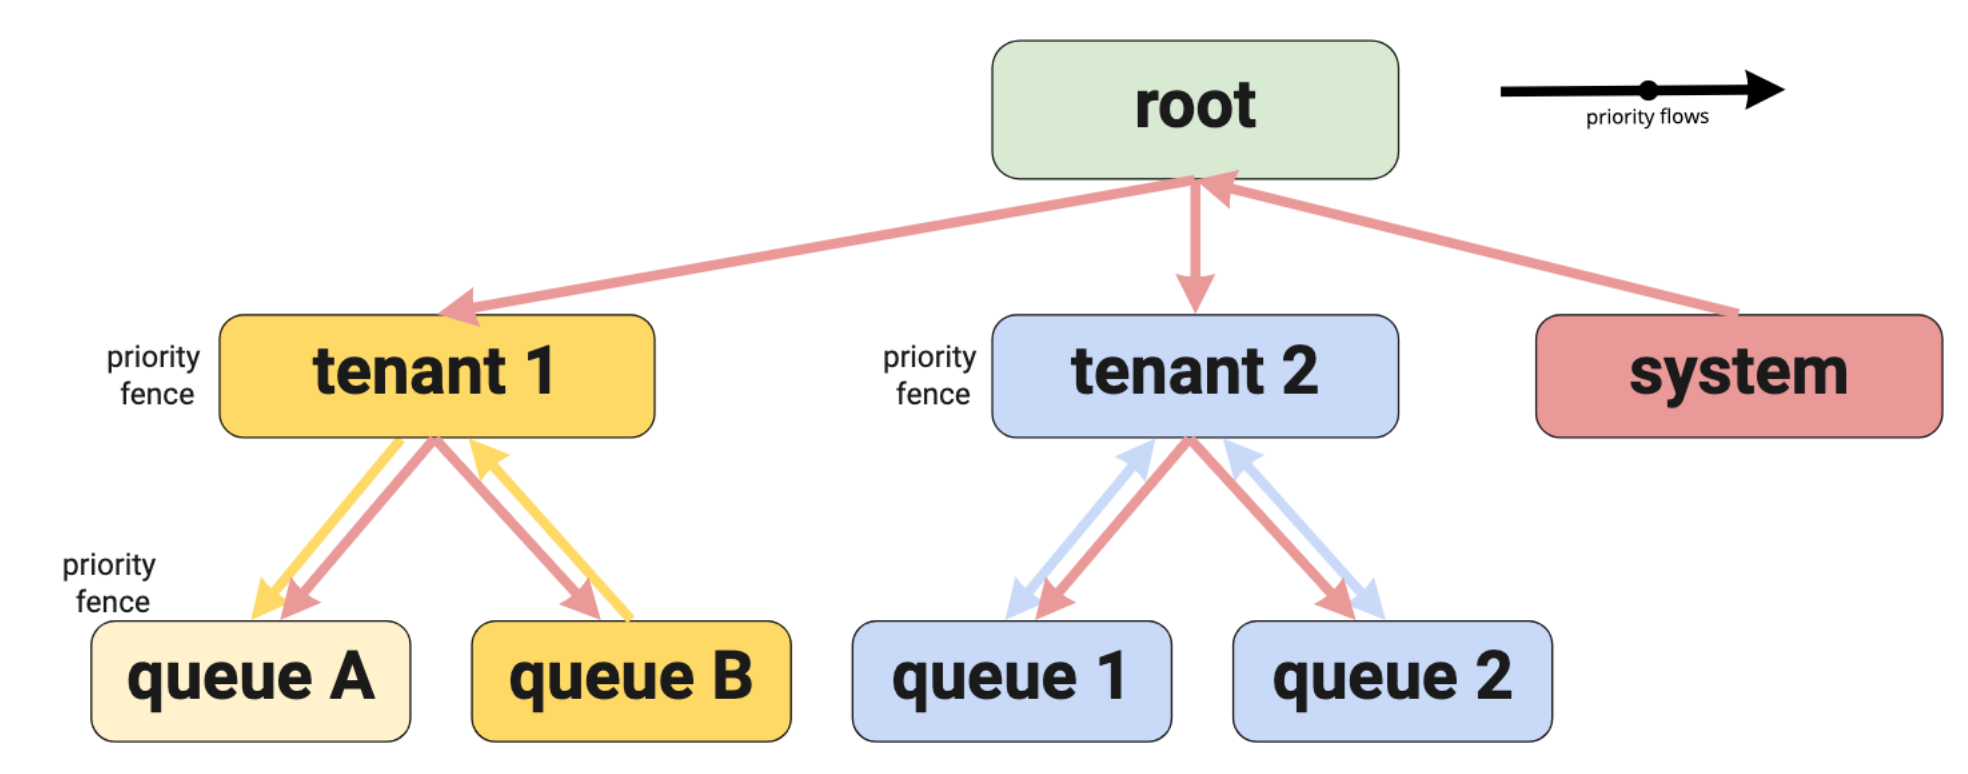 root
priority flows
priority
fence
tenant 1
priority
fence
tenant 2
system
priority
fence
queue A
queue B
queue 1
queue 2